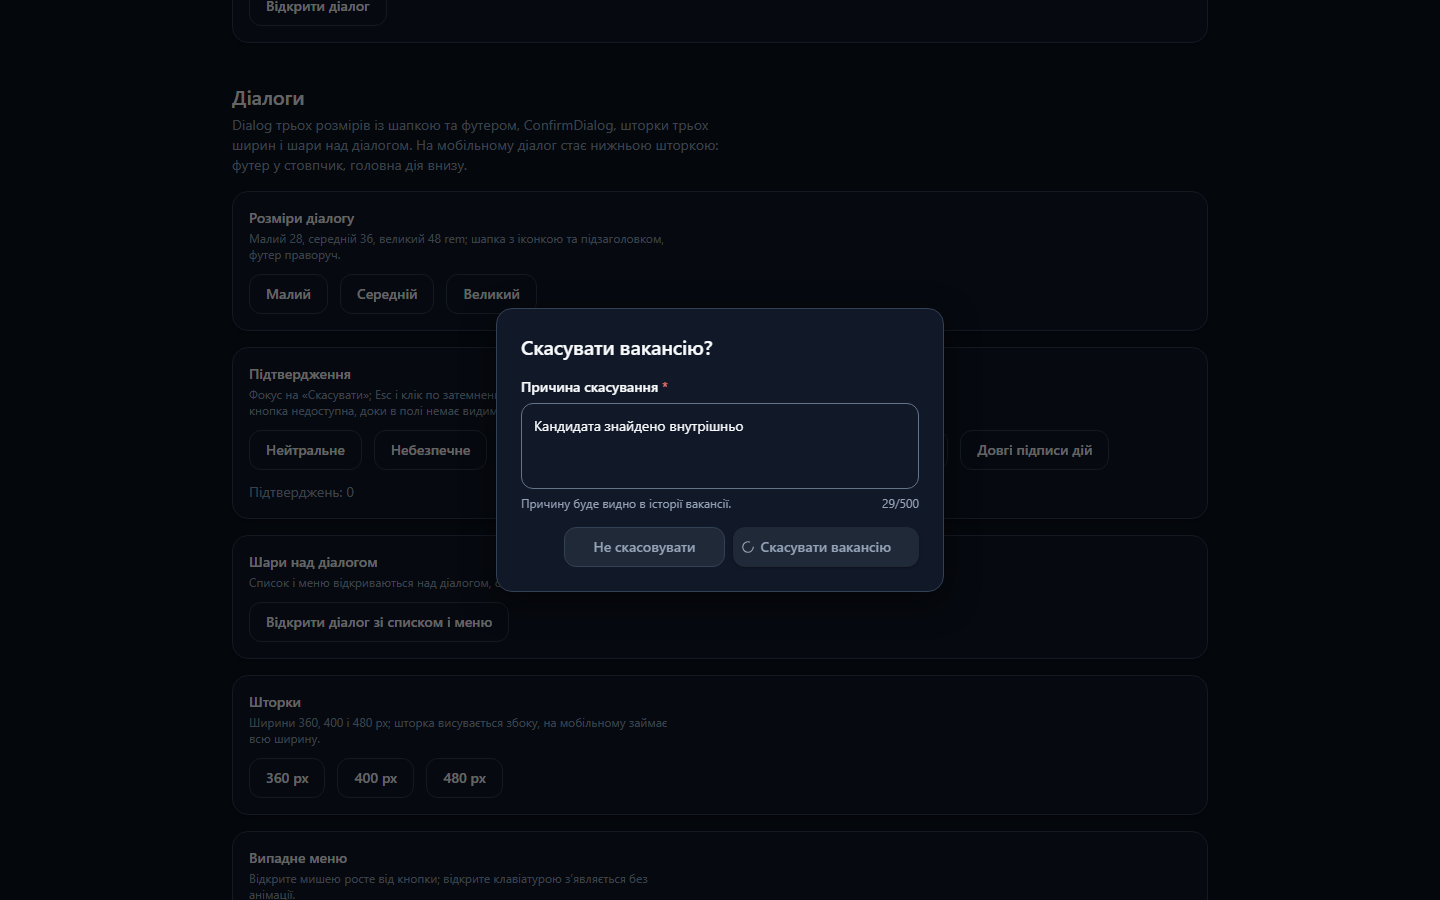 Відкрити діалог
Діалоги
Dialog трьох розмірів із шапкою та футером, ConfirmDialog, шторки трьох
ширин і шари над діалогом. На мобільному діалог стає нижньою шторкою:
футер у стовпчик, головна дія внизу.
Розміри діалогу
Малий 28, середній 36, великий 48 rem; шапка з іконкою та підзаголовком,
футер праворуч.
Малий
Середній
Великий
Підтвердження
Фокус на «Скасувати»; Esc і клік по
кнопка недоступна, доки в полі немає
Нейтральне
Небезпечне
Довгі підписи дій
Підтверджень: 0
Скасувати вакансію?
Причина скасування *
Кандидата знайдено внутрішньо
Причину буде видно в історії вакансії.
29/500
Не скасовувати
Скасувати вакансію
Шари над діалогом
Список і меню відкриваються над діалогом,
Відкрити діалог зі списком і меню
Шторки
Ширини 360, 400 і 480 px; шторка висувається збоку, на мобільному займає
всю ширину.
360 px
400 px
480 px
Випадне меню
Відкрите мишею росте від кнопки; відкрите клавіатурою з'являється без
анімації.